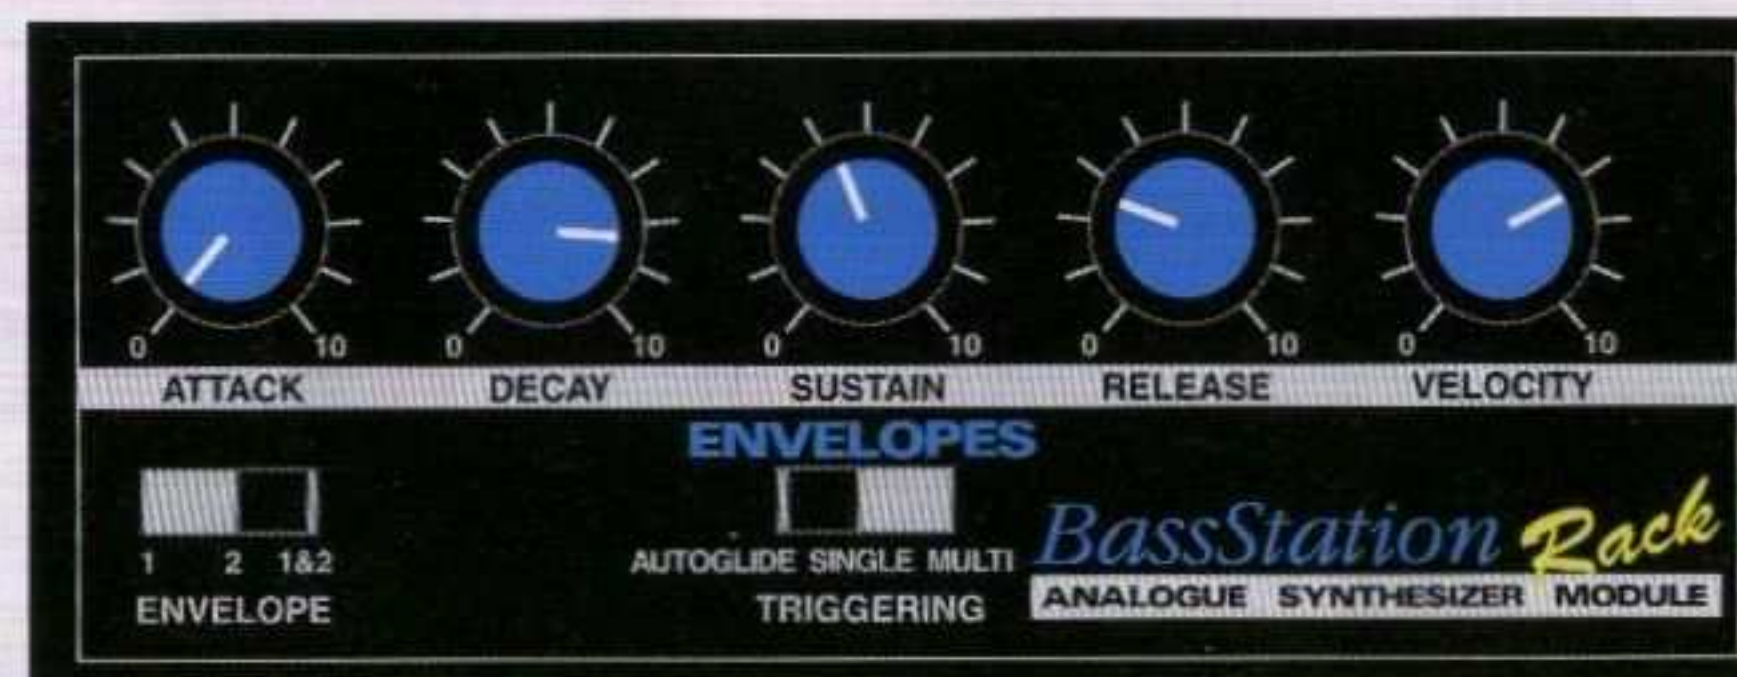 0 10 0 10 0 10 0 10 0 10
ATTACK DECAY SUSTAIN RELEASE VELOCITY
ENVELOPES
1 2 1&2
ENVELOPE
AUTOGLIDE SINGLE MULTI
TRIGGERING
BassStation Rack
ANALOGUE SYNTHESIZER MODULE